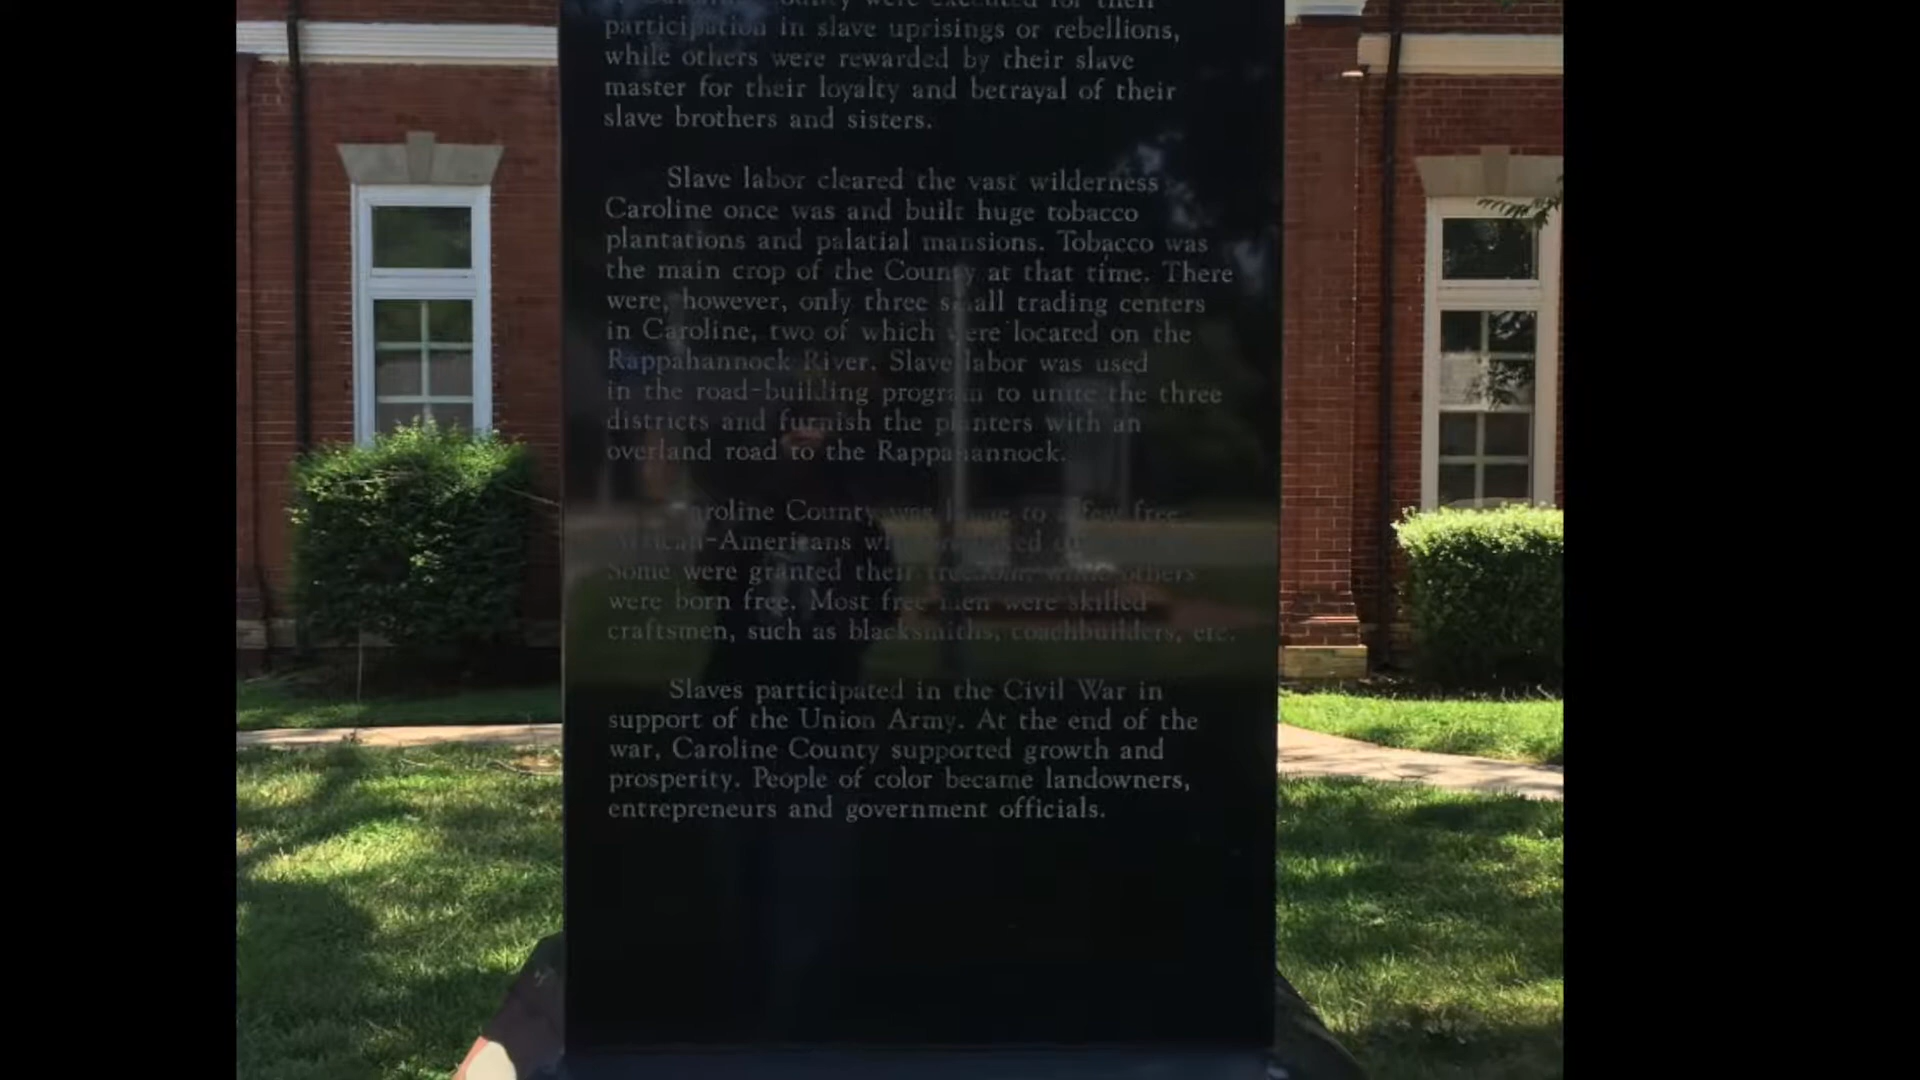 County were executed for their
participation in slave uprisings or rebellions,
while others were rewarded by their slave
master for their loyalty and betrayal of their
slave brothers and sisters.
Slave labor cleared the vast wilderness
Caroline once was and built huge tobacco
plantations and palatial mansions. Tobacco was
the main crop of the County at that time. There
were, however, only three small trading centers
in Caroline, two of which were located on the
Rappahannock River. Slave labor was used
in the road-building program to unite the three
districts and furnish the planters with an
overland road to the Rappahannock.
Caroline County was home to a few free
African-Americans
Some were granted their freedom, while others
were born free. Most free men were skilled
craftsmen, such as blacksmiths, coachbuilders, etc.
Slaves participated in the Civil War in
support of the Union Army. At the end of the
war, Caroline County supported growth and
prosperity. People of color became landowners,
entrepreneurs and government officials.